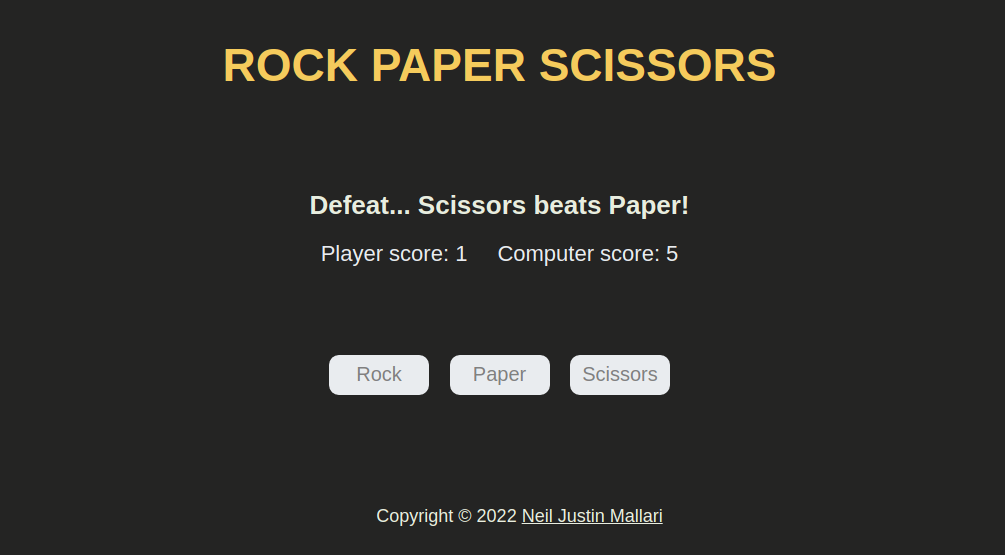 ROCK PAPER SCISSORS
Defeat... Scissors beats Paper!
Player score: 1 Computer score: 5
Rock Paper Scissors
Copyright © 2022 Neil Justin Mallari